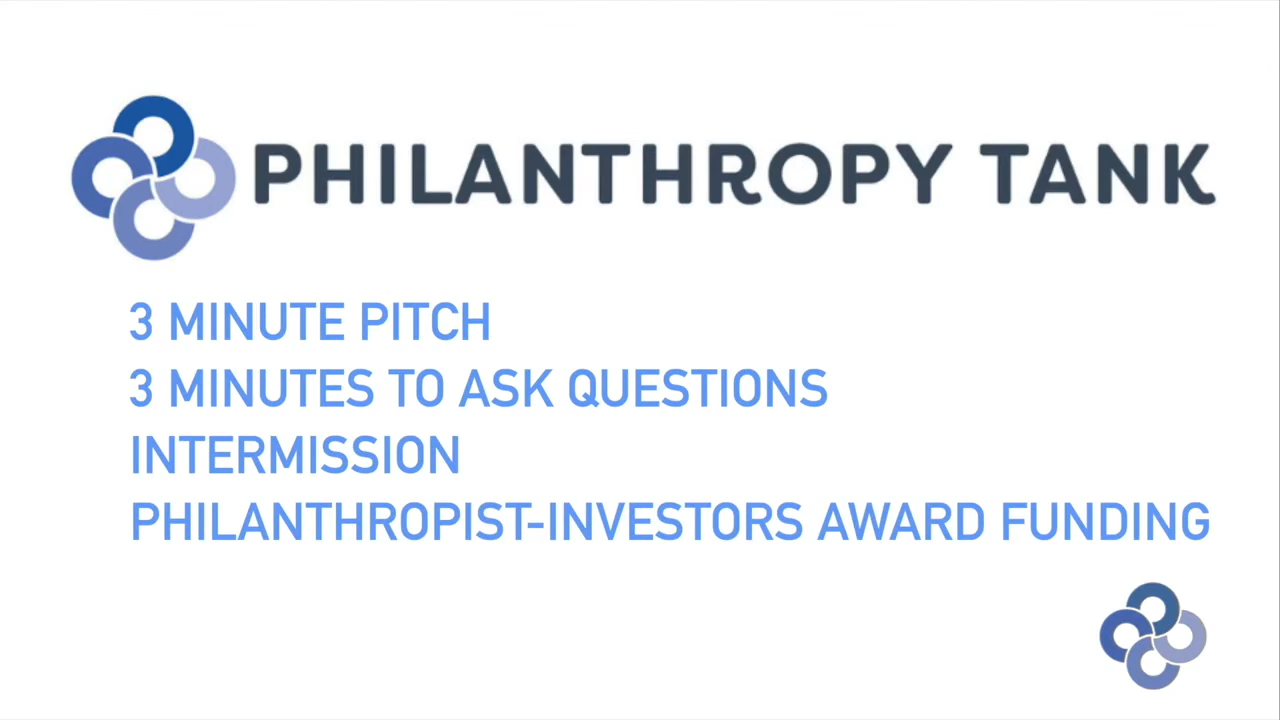 PHILANTHROPY TANK
3 MINUTE PITCH
3 MINUTES TO ASK QUESTIONS
INTERMISSION
PHILANTHROPIST-INVESTORS AWARD FUNDING